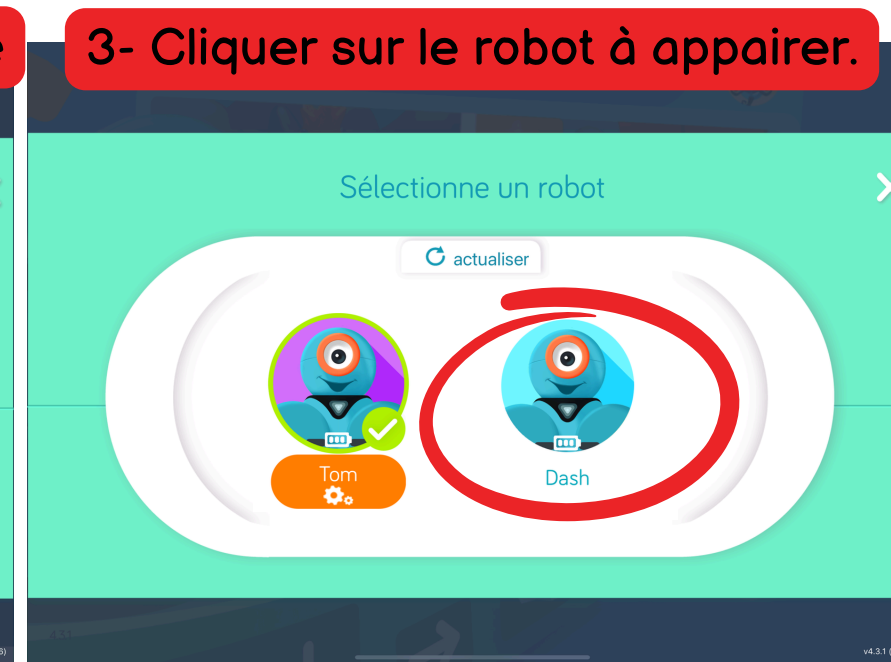 3- Cliquer sur le robot à appairer.
Sélectionne un robot
actualiser
Tom
Dash
v4.3.1